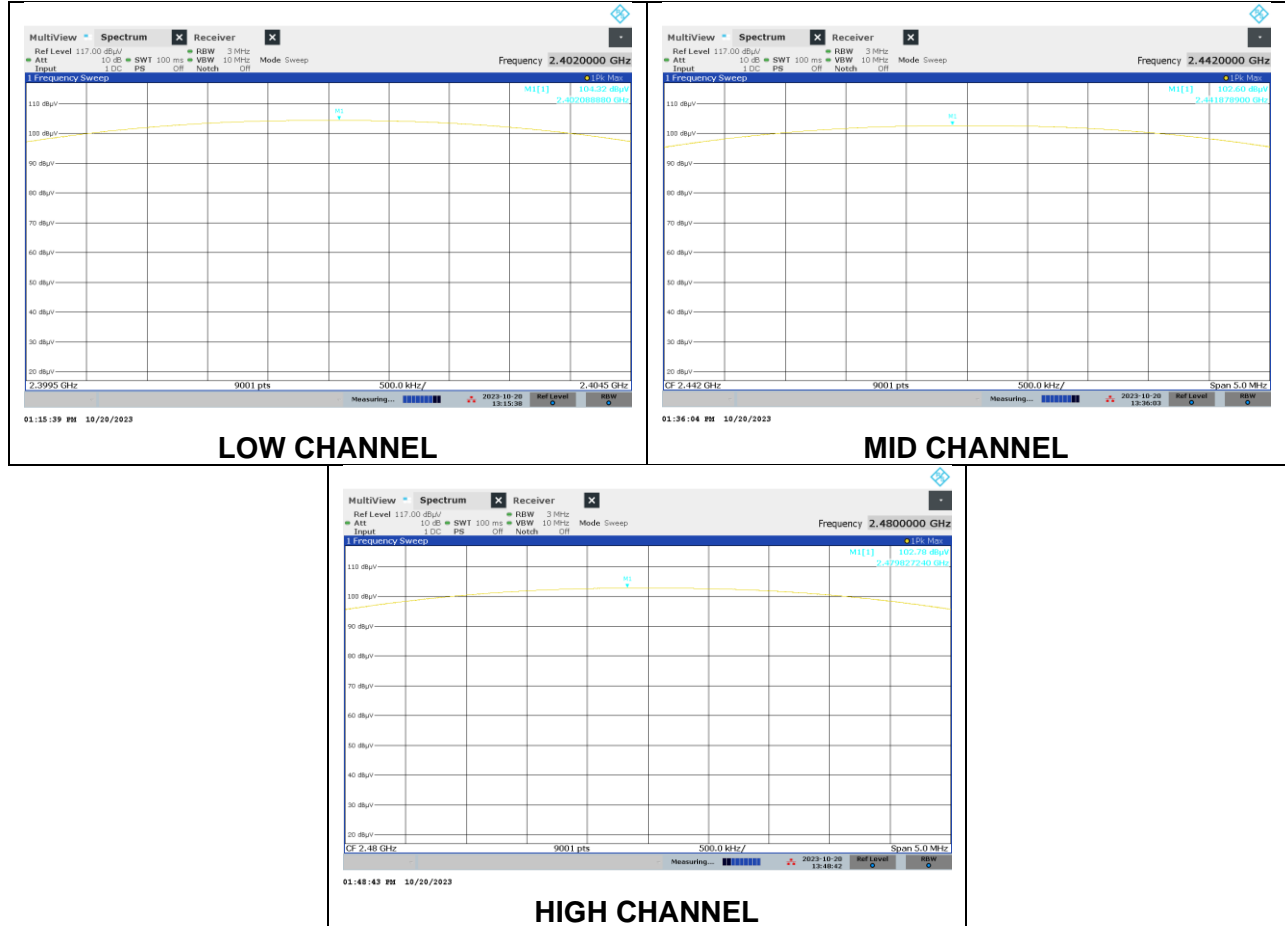 MultiView Spectrum X Receiver X
Ref Level 117.00 dBµV RBW 3 MHz
Att 10 dB SWT 100 ms VBW 10 MHz Mode Sweep Frequency 2.4020000 GHz
Input 1 DC PS Off Notch Off
1 Frequency Sweep 1Pk Max
M1[1] 104.32 dBµV
M1
110 dBµV
100 dBµV
90 dBµV
80 dBµV
70 dBµV
60 dBµV
50 dBµV
40 dBµV
30 dBµV
20 dBµV
2.3995 GHz 9001 pts 500.0 kHz/ 2.4045 GHz
Measuring... 2023-10-20 Ref Level RBW
13:15:38
01:15:39 PM 10/20/2023
LOW CHANNEL
MultiView Spectrum X Receiver X
Ref Level 117.00 dBµV RBW 3 MHz
Att 10 dB SWT 100 ms VBW 10 MHz Mode Sweep Frequency 2.4420000 GHz
Input 1 DC PS Off Notch Off
1 Frequency Sweep 1Pk Max
M1[1] 102.60 dBµV
M1
110 dBµV
100 dBµV
90 dBµV
80 dBµV
70 dBµV
60 dBµV
50 dBµV
40 dBµV
30 dBµV
20 dBµV
CF 2.442 GHz 9001 pts 500.0 kHz/ Span 5.0 MHz
Measuring... 2023-10-20 Ref Level RBW
13:36:03
01:36:04 PM 10/20/2023
MID CHANNEL
MultiView Spectrum X Receiver X
Ref Level 117.00 dBµV RBW 3 MHz
Att 10 dB SWT 100 ms VBW 10 MHz Mode Sweep Frequency 2.4800000 GHz
Input 1 DC PS Off Notch Off
1 Frequency Sweep 1Pk Max
M1[1] dBµV
M1
110 dBµV
100 dBµV
90 dBµV
80 dBµV
70 dBµV
60 dBµV
50 dBµV
40 dBµV
30 dBµV
20 dBµV
CF 2.48 GHz 9001 pts 500.0 kHz/ Span 5.0 MHz
Measuring... 2023-10-20 Ref Level RBW
13:48:42
01:48:43 PM 10/20/2023
HIGH CHANNEL